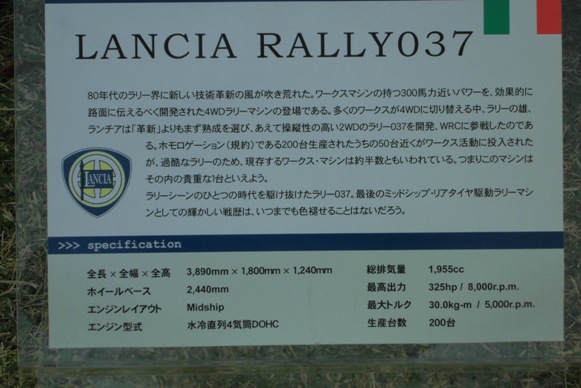 LANCIA RALLY037
80年代のラリー界に新しい技術革新の風が吹き荒れた。ワークスマシンの持つ300馬力近いパワーを、効果的に
路面に伝えるべく開発された4WDラリーマシンの登場である。多くのワークスが4WDに切り替える中、ラリーの雄、
ランチアは「革新」よりもまず熟成を選び、あえて操縦性の高い2WDのラリー037を開発、WRCに参戦したのであ
る。ホモロゲーション(規約)である200台生産されたうちの50台近くがワークス活動に投入された
が、過酷なラリーのため、現存するワークス・マシンは約半数ともいわれている。つまりこのマシンは
その内の貴重な1台といえよう。
ラリーシーンのひとつの時代を駆け抜けたラリー037。最後のミッドシップ・リアタイヤ駆動ラリーマシ
ンとしての輝かしい戦歴は、いつまでも色褪せることはないだろう。
LANCIA
>>> specification
全長×全幅×全高 3,890mm×1,800mm×1,240mm 総排気量 1,955cc
ホイールベース 2,440mm 最高出力 325hp / 8,000r.p.m.
エンジンレイアウト Midship 最大トルク 30.0kg-m / 5,000r.p.m.
エンジン型式 水冷直列4気筒DOHC 生産台数 200台